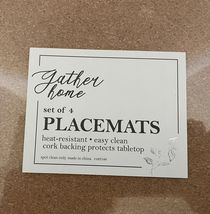 Gather
home
set of 4
PLACEMATS
heat-resistant • easy clean
cork backing protects tabletop
spot clean only. made in china.